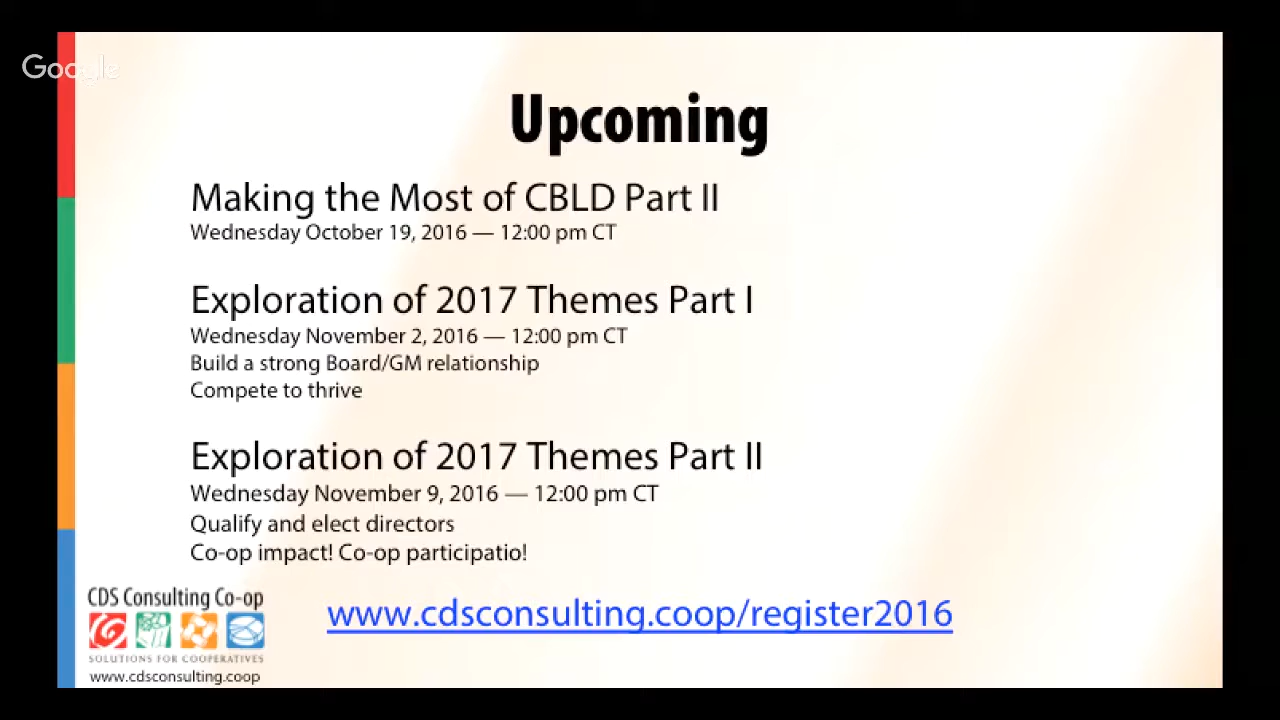 Google
Upcoming
Making the Most of CBLD Part II
Wednesday October 19, 2016 — 12:00 pm CT
Exploration of 2017 Themes Part I
Wednesday November 2, 2016 — 12:00 pm CT
Build a strong Board/GM relationship
Compete to thrive
Exploration of 2017 Themes Part II
Wednesday November 9, 2016 — 12:00 pm CT
Qualify and elect directors
Co-op impact! Co-op participatio!
www.cdsconsulting.coop/register2016
CDS Consulting Co-op
SOLUTIONS FOR COOPERATIVES
www.cdsconsulting.coop